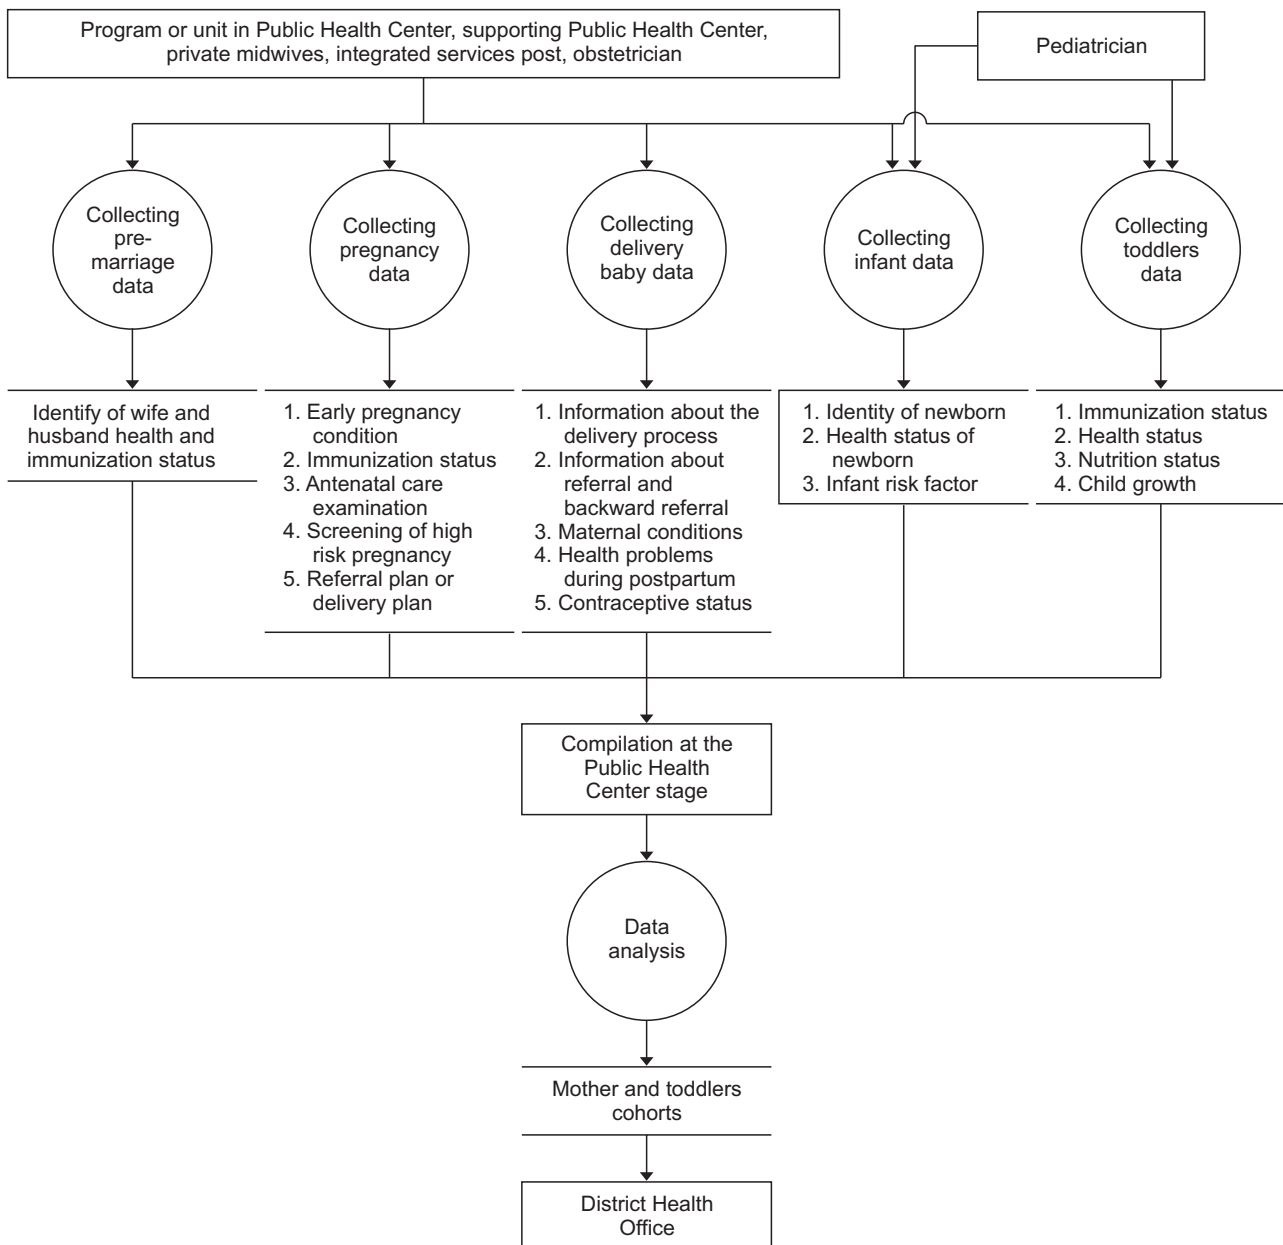 Program or unit in Public Health Center, supporting Public Health Center,
private midwives, integrated services post, obstetrician
Pediatrician
Collecting
pre-
marriage
data
Collecting
pregnancy
data
Collecting
delivery
baby data
Collecting
infant data
Collecting
toddlers
data
Identify of wife and
husband health and
immunization status
1. Early pregnancy
condition
2. Immunization status
3. Antenatal care
examination
4. Screening of high
risk pregnancy
5. Referral plan or
delivery plan
1. Information about the
delivery process
2. Information about
referral and
backward referral
3. Maternal conditions
4. Health problems
during postpartum
5. Contraceptive status
1. Identity of newborn
2. Health status of
newborn
3. Infant risk factor
1. Immunization status
2. Health status
3. Nutrition status
4. Child growth
Compilation at the
Public Health
Center stage
Data
analysis
Mother and toddlers
cohorts
District Health
Office